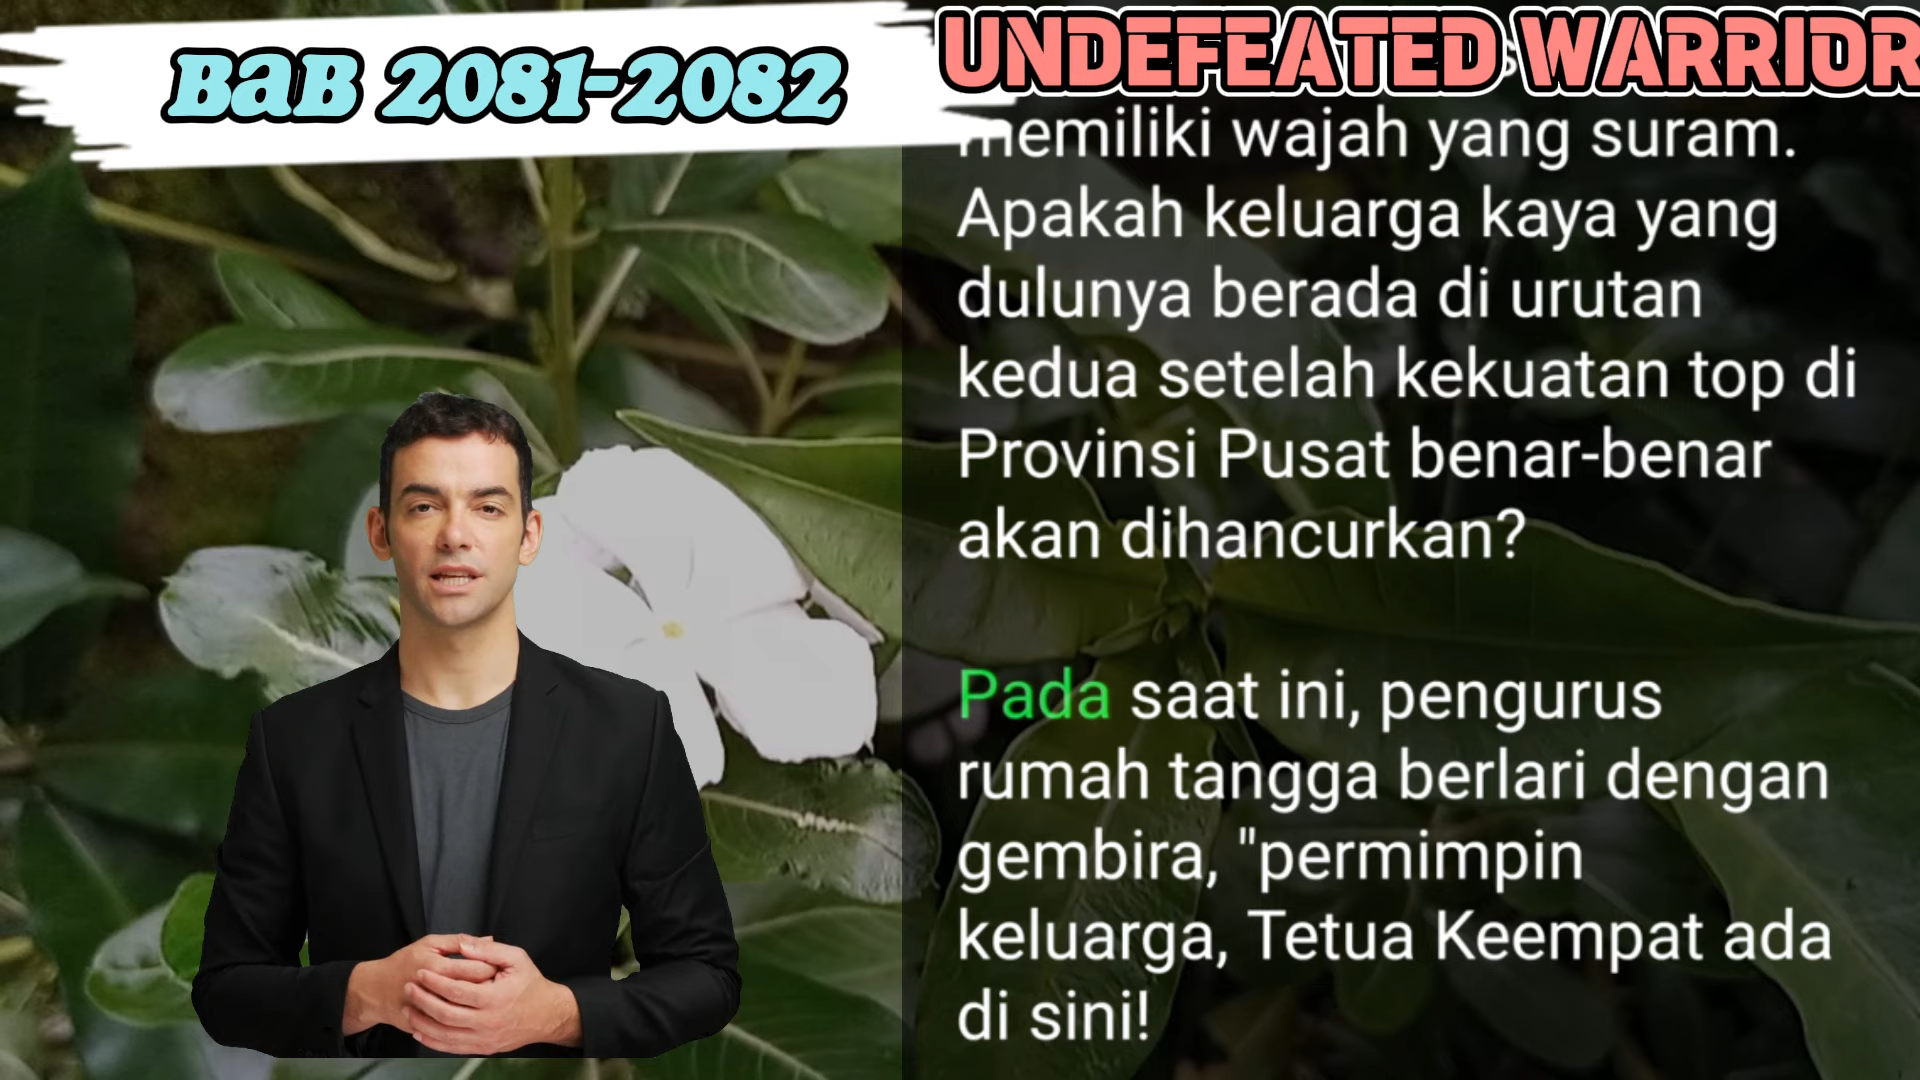 BAB 2081-2082
UNDEFEATED WARRIOR
memiliki wajah yang suram.
Apakah keluarga kaya yang
dulunya berada di urutan
kedua setelah kekuatan top di
Provinsi Pusat benar-benar
akan dihancurkan?
Pada saat ini, pengurus
rumah tangga berlari dengan
gembira, "permimpin
keluarga, Tetua Keempat ada
di sini!